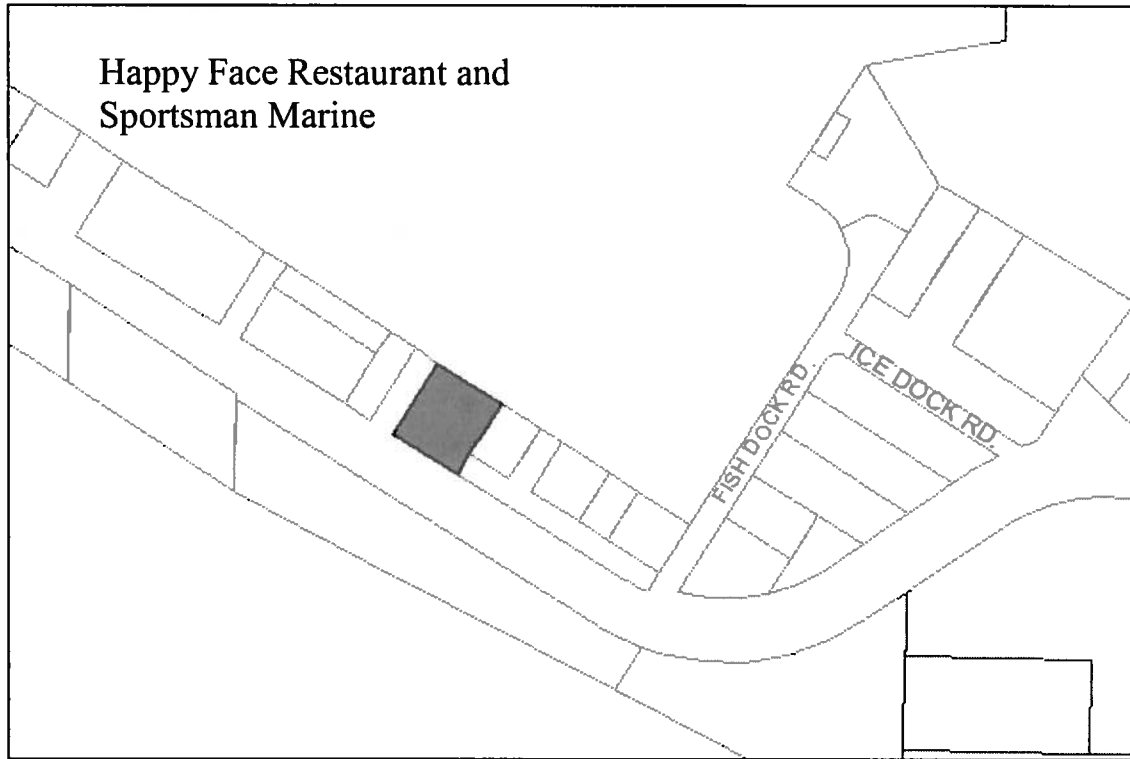 Happy Face Restaurant and
Sportsman Marine
ICE DOCK RD.
FISH DOCK RD.